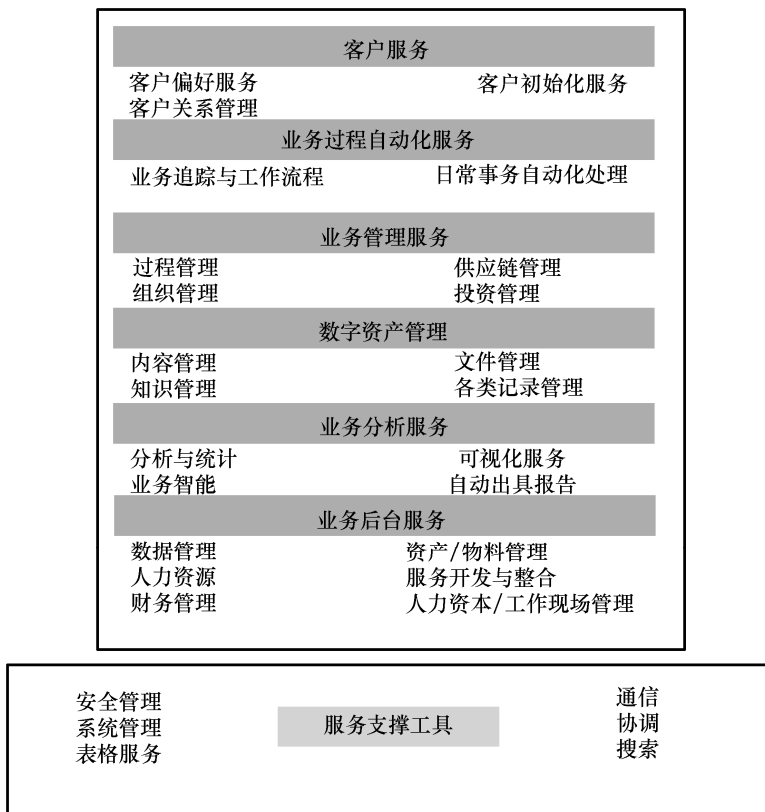 客户服务
客户偏好服务 客户初始化服务
客户关系管理
业务过程自动化服务
业务追踪与工作流程 日常事务自动化处理
业务管理服务
过程管理 供应链管理
组织管理 投资管理
数字资产管理
内容管理 文件管理
知识管理 各类记录管理
业务分析服务
分析与统计 可视化服务
业务智能 自动出具报告
业务后台服务
数据管理 资产/物料管理
人力资源 服务开发与整合
财务管理 人力资本/工作现场管理
安全管理 通信
系统管理 服务支撑工具 协调
表格服务 搜索